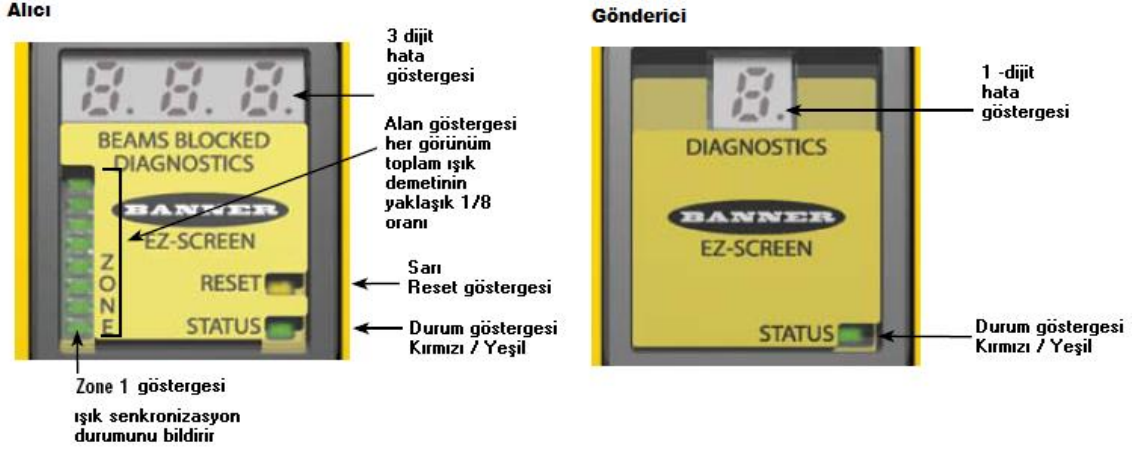 Alıcı
3 dijit
hata
göstergesi
Alan göstergesi
her görünüm
toplam ışık
demetinin
yaklaşık 1/8
oranı
BEAMS BLOCKED
DIAGNOSTICS
BANNER
EZ-SCREEN
ZONE
RESET
STATUS
Sarı
Reset göstergesi
Durum göstergesi
Kırmızı / Yeşil
Zone 1 göstergesi
ışık senkronizasyon
durumunu bildirir
Gönderici
1 -dijit
hata
göstergesi
DIAGNOSTICS
BANNER
EZ-SCREEN
STATUS
Durum göstergesi
Kırmızı / Yeşil